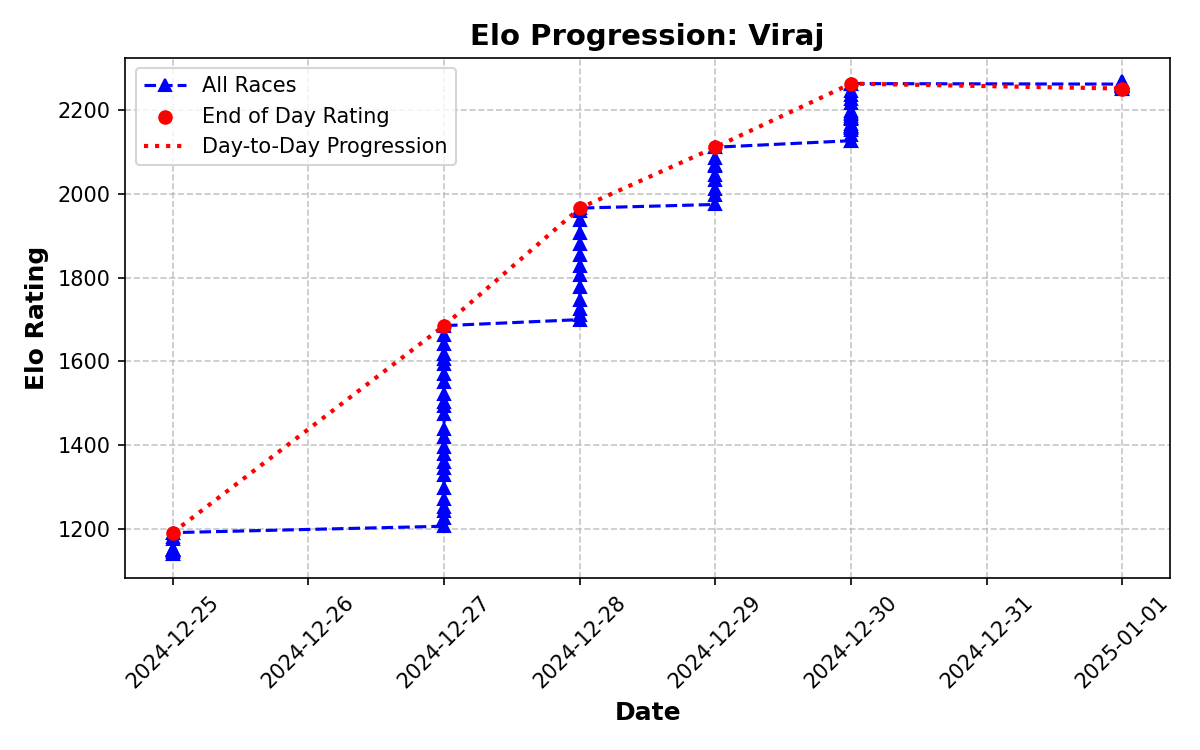 Elo Progression: Viraj
All Races
End of Day Rating
Day-to-Day Progression
Elo Rating
2200
2000
1800
1600
1400
1200
2024-12-25
2024-12-26
2024-12-27
2024-12-28
2024-12-29
2024-12-30
2024-12-31
2025-01-01
Date